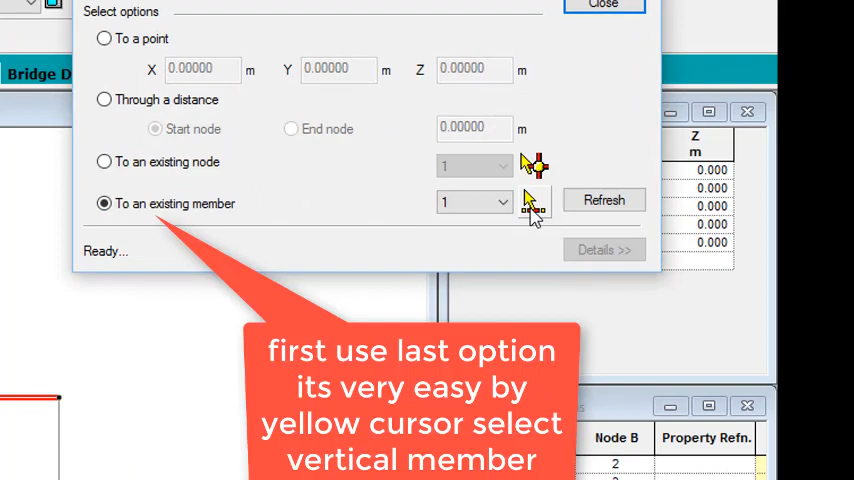 Close
Select options
To a point
X 0.00000 m Y 0.00000 m Z 0.00000 m
Bridge D
Through a distance
Start node End node 0.00000 m
To an existing node 1
To an existing member 1 Refresh
Ready... Details >>
Z
m
0.000
0.000
0.000
0.000
0.000
first use last option
its very easy by
yellow cursor select
vertical member
Node B Property Refn.
2